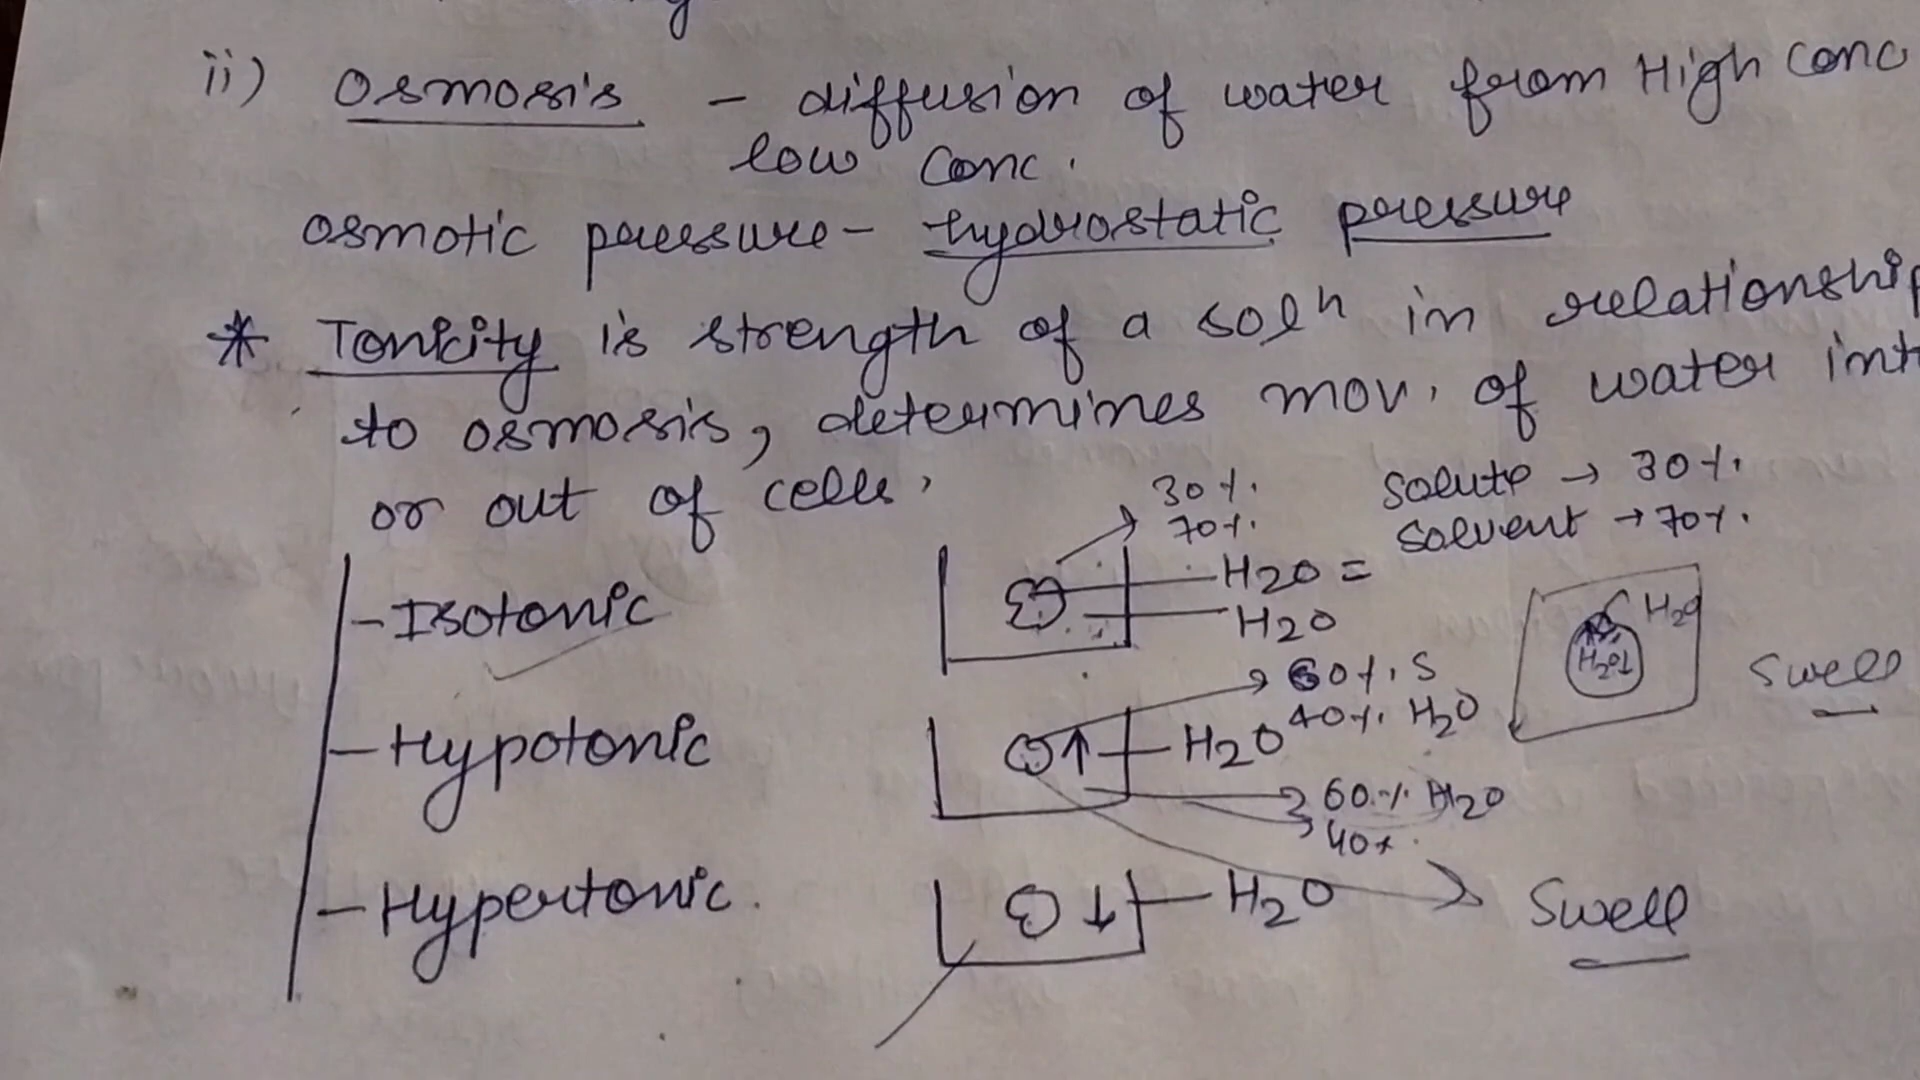 ii) Osmosis - diffusion of water from High conc
low conc.
osmotic pressure - hydrostatic pressure
* Tonicity is strength of a solⁿ in relationship
to osmosis, determines mov. of water int
or out of cells.
30%.
70%.
solute → 30%.
solvent → 70%.
- Isotonic
H2O =
H2O
H2O
H2O↓
swell
60%. S
40%. H2O
- Hypotonic
↑ H2O
60%. H2O
40%
- Hypertonic.
↓ H2O
Swell